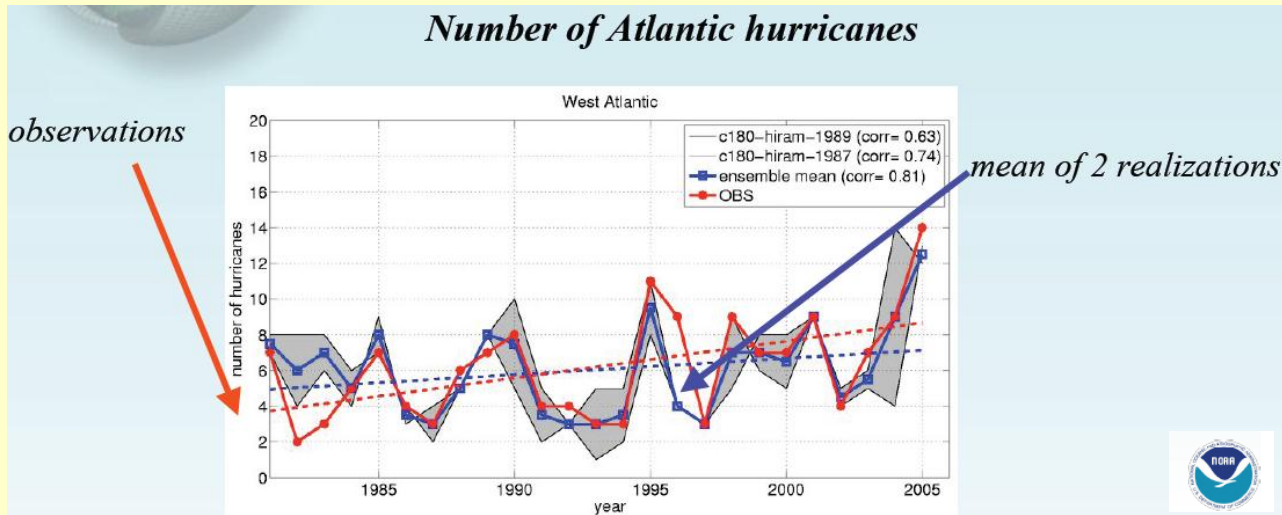 Number of Atlantic hurricanes
observations
mean of 2 realizations
West Atlantic
c180-hiram-1989 (corr= 0.63)
c180-hiram-1987 (corr= 0.74)
ensemble mean (corr= 0.81)
OBS
number of hurricanes
20
18
16
14
12
10
8
6
4
2
0
1985
1990
1995
2000
2005
year
NOAA